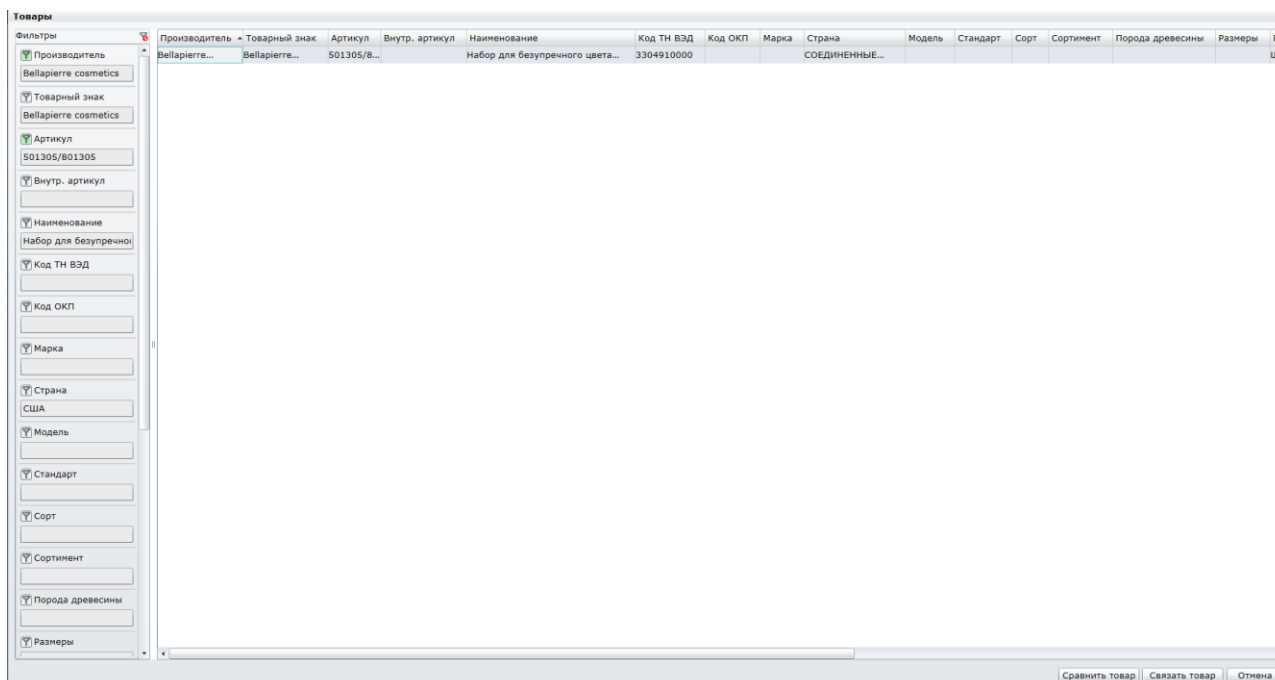 Товары
Фильтры
Производитель
Bellapierre cosmetics
Товарный знак
Bellapierre cosmetics
Артикул
S01305/801305
Внутр. артикул
Наименование
Набор для безупречно
Код ТН ВЭД
Код ОКП
Марка
Страна
США
Модель
Стандарт
Сорт
Сортимент
Порода древесины
Размеры
Производитель Товарный знак Артикул Внутр. артикул Наименование Код ТН ВЭД Код ОКП Марка Страна Модель Стандарт Сорт Сортимент Порода древесины Размеры
Bellapierre... Bellapierre... S01305/8... Набор для безупречного цвета... 3304910000 СОЕДИНЕННЫЕ...
Сравнить товар Связать товар Отмена